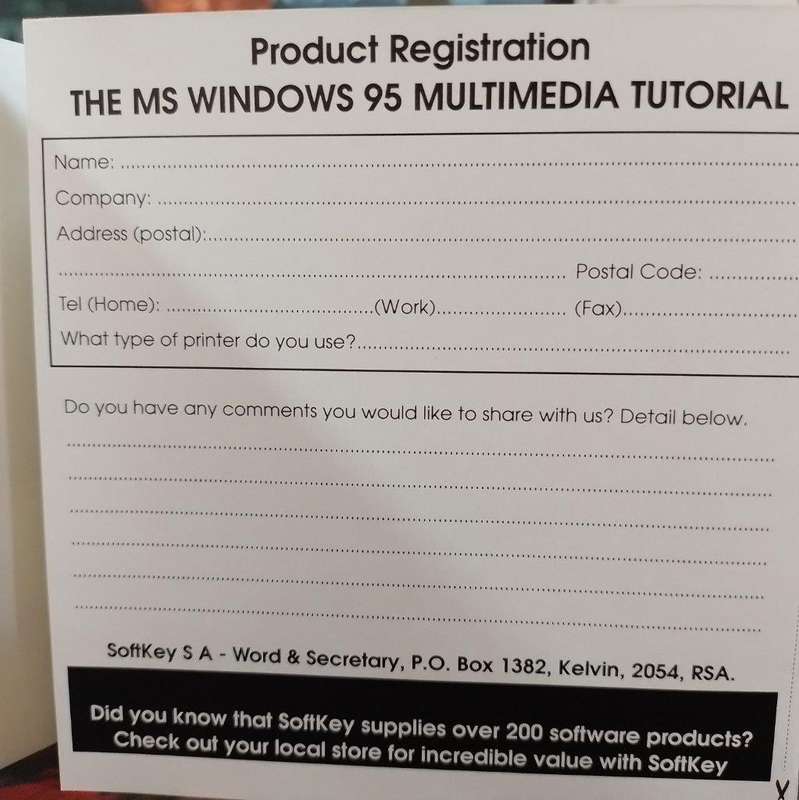 Product Registration
THE MS WINDOWS 95 MULTIMEDIA TUTORIAL
Name: ..........
Company: ..........
Address (postal):..........
.......... Postal Code: ..........
Tel (Home): ..........(Work).......... (Fax)..........
What type of printer do you use?..........
Do you have any comments you would like to share with us? Detail below.
SoftKey S A - Word & Secretary, P.O. Box 1382, Kelvin, 2054, RSA.
Did you know that SoftKey supplies over 200 software products?
Check out your local store for incredible value with SoftKey